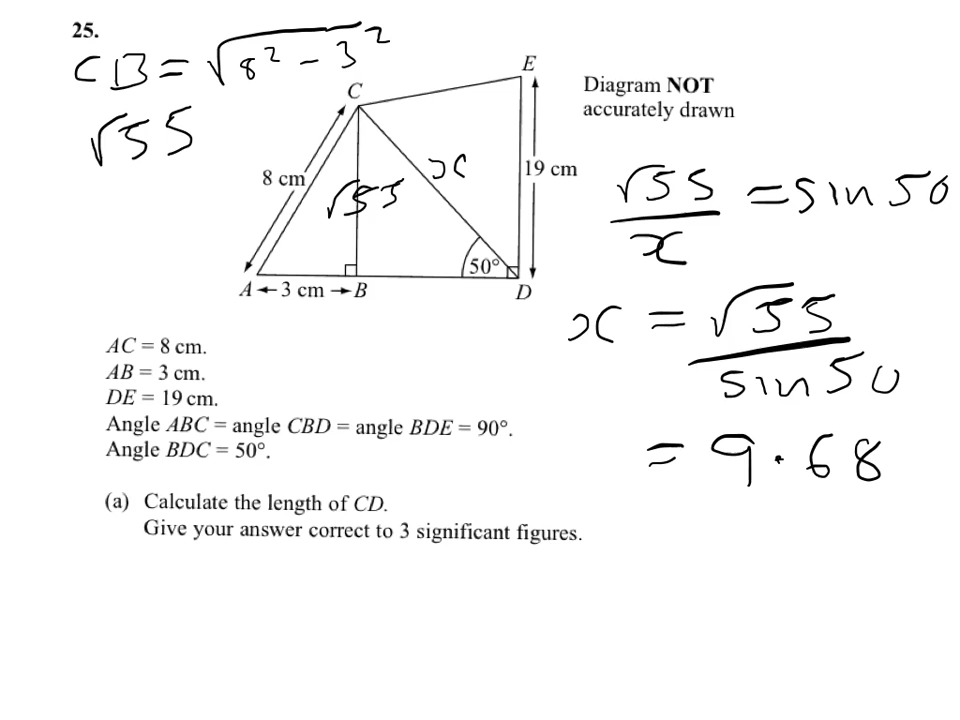 25.
CB = √8² - 3²
√55
C
E
Diagram NOT
accurately drawn
8 cm
√55
x
19 cm
50°
A ←3 cm→ B
D
√55/x = sin 50
x = √55/sin 50
= 9.68
AC = 8 cm.
AB = 3 cm.
DE = 19 cm.
Angle ABC = angle CBD = angle BDE = 90°.
Angle BDC = 50°.
(a) Calculate the length of CD.
Give your answer correct to 3 significant figures.